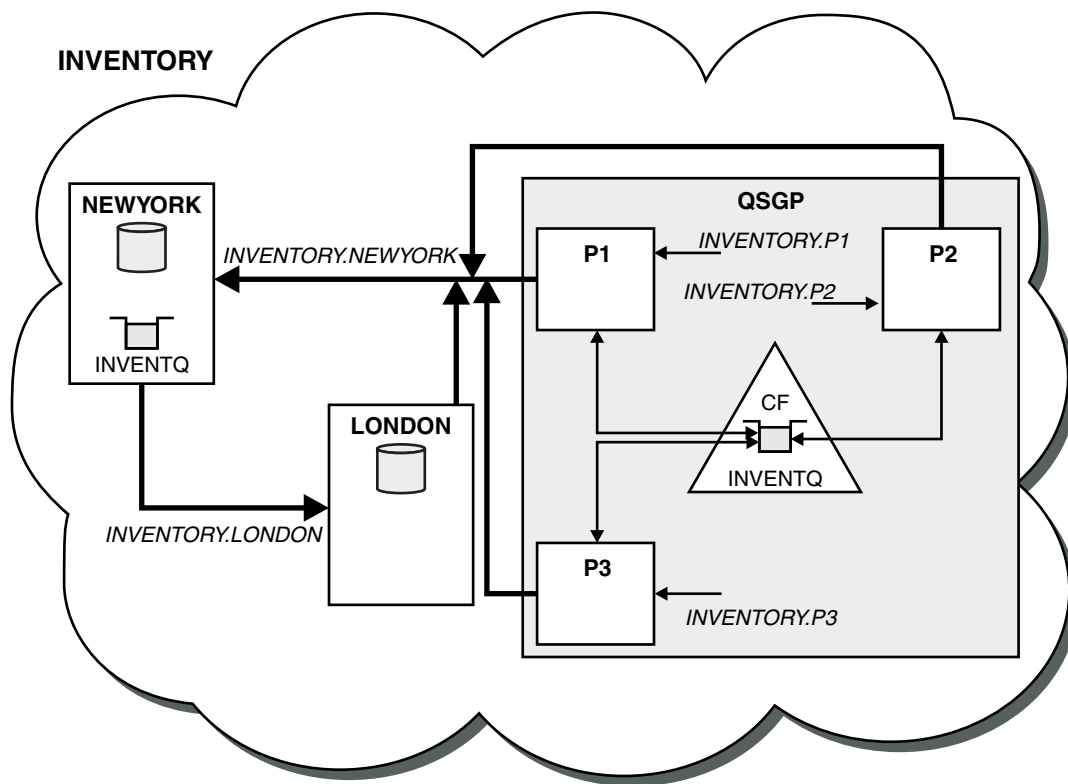 INVENTORY
NEWYORK
INVENTQ
INVENTORY.NEWYORK
LONDON
INVENTORY.LONDON
QSGP
P1
INVENTORY.P1
P2
INVENTORY.P2
CF
INVENTQ
P3
INVENTORY.P3